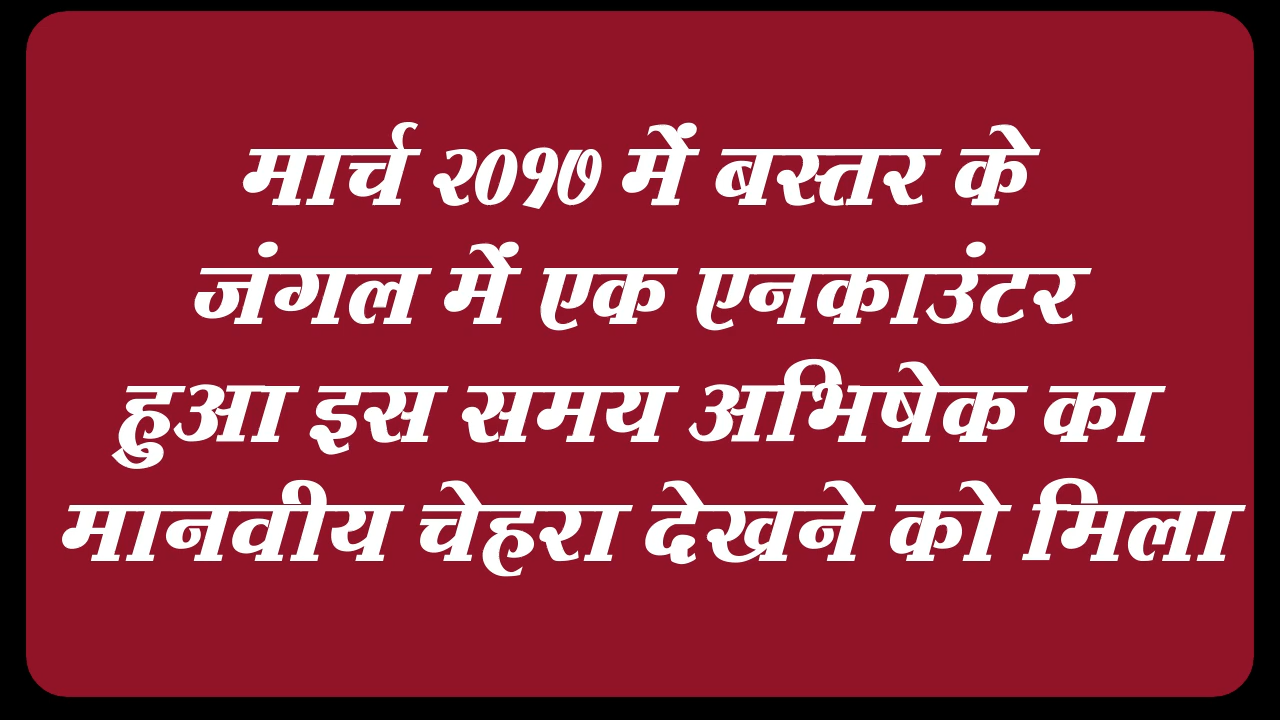 मार्च २०१७ में बस्तर के
जंगल में एक एनकाउंटर
हुआ इस समय अभिषेक का
मानवीय चेहरा देखने को मिला